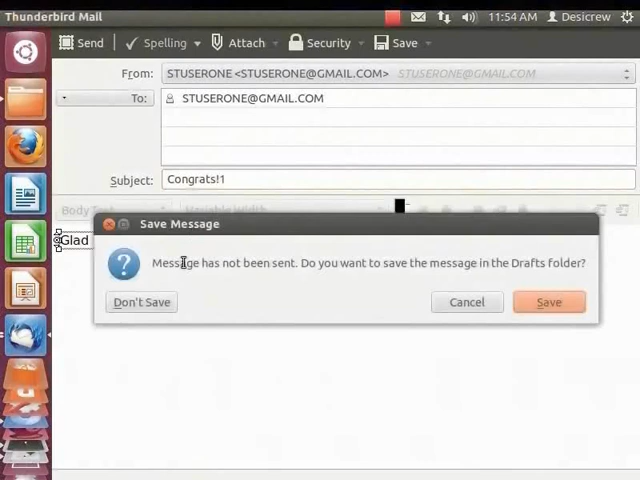 Thunderbird Mail
11:54 AM Desicrew
Send Spelling Attach Security Save
From: STUSERONE <STUSERONE@GMAIL.COM> STUSERONE@GMAIL.COM
To: STUSERONE@GMAIL.COM
Subject: Congrats!1
Body Text Variable Width
Save Message
Glad
Message has not been sent. Do you want to save the message in the Drafts folder?
Don't Save Cancel Save